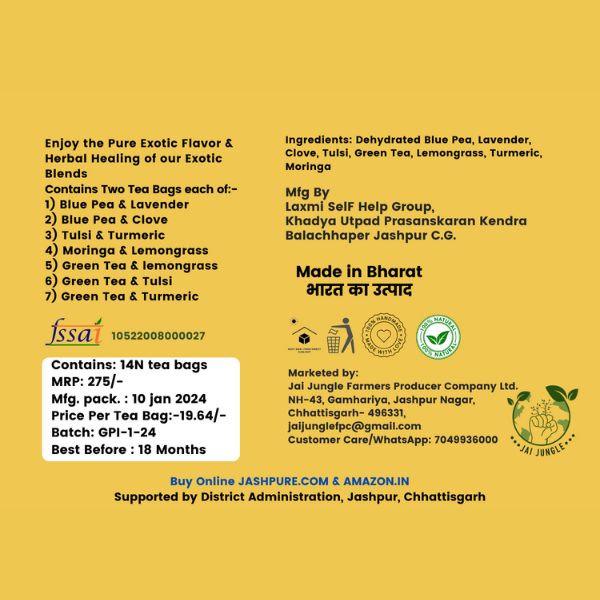 Enjoy the Pure Exotic Flavor &
Herbal Healing of our Exotic
Blends
Contains Two Tea Bags each of:-
1) Blue Pea & Lavender
2) Blue Pea & Clove
3) Tulsi & Turmeric
4) Moringa & Lemongrass
5) Green Tea & lemongrass
6) Green Tea & Tulsi
7) Green Tea & Turmeric
fssai 10522008000027
Contains: 14N tea bags
MRP: 275/-
Mfg. pack. : 10 jan 2024
Price Per Tea Bag:-19.64/-
Batch: GPI-1-24
Best Before : 18 Months
Ingredients: Dehydrated Blue Pea, Lavender,
Clove, Tulsi, Green Tea, Lemongrass, Turmeric,
Moringa
Mfg By
Laxmi SelF Help Group,
Khadya Utpad Prasanskaran Kendra
Balachhaper Jashpur C.G.
Made in Bharat
भारत का उत्पाद
100% HANDMADE
MADE WITH LOVE
100% NATURAL
100% NATURAL
Marketed by:
Jai Jungle Farmers Producer Company Ltd.
NH-43, Gamhariya, Jashpur Nagar,
Chhattisgarh- 496331,
jaijunglefpc@gmail.com
Customer Care/WhatsApp: 7049936000
JAI JUNGLE
Buy Online JASHPURE.COM & AMAZON.IN
Supported by District Administration, Jashpur, Chhattisgarh